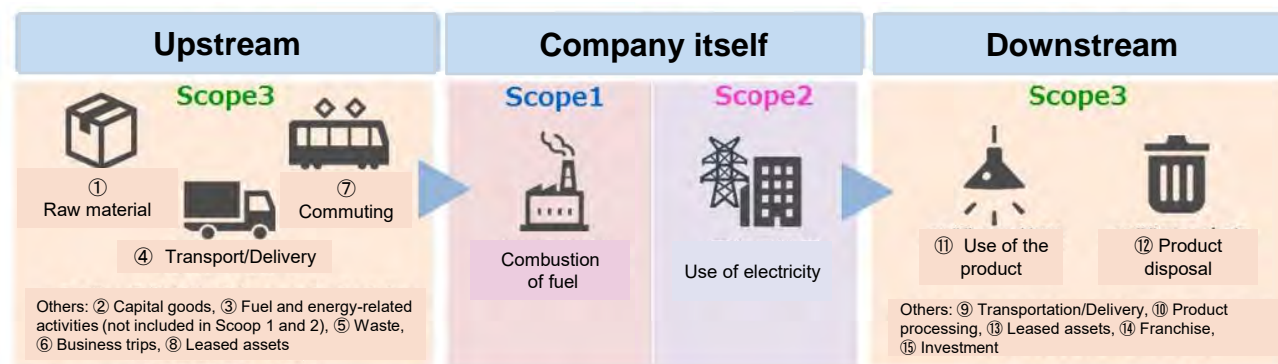 Upstream
Company itself
Downstream
Scope3
Scope1
Scope2
Scope3
①
Raw material
⑦
Commuting
④ Transport/Delivery
Others: ② Capital goods, ③ Fuel and energy-related
activities (not included in Scoop 1 and 2), ⑤ Waste,
⑥ Business trips, ⑧ Leased assets
Combustion
of fuel
Use of electricity
⑪ Use of the
product
⑫ Product
disposal
Others: ⑨ Transportation/Delivery, ⑩ Product
processing, ⑬ Leased assets, ⑭ Franchise,
⑮ Investment